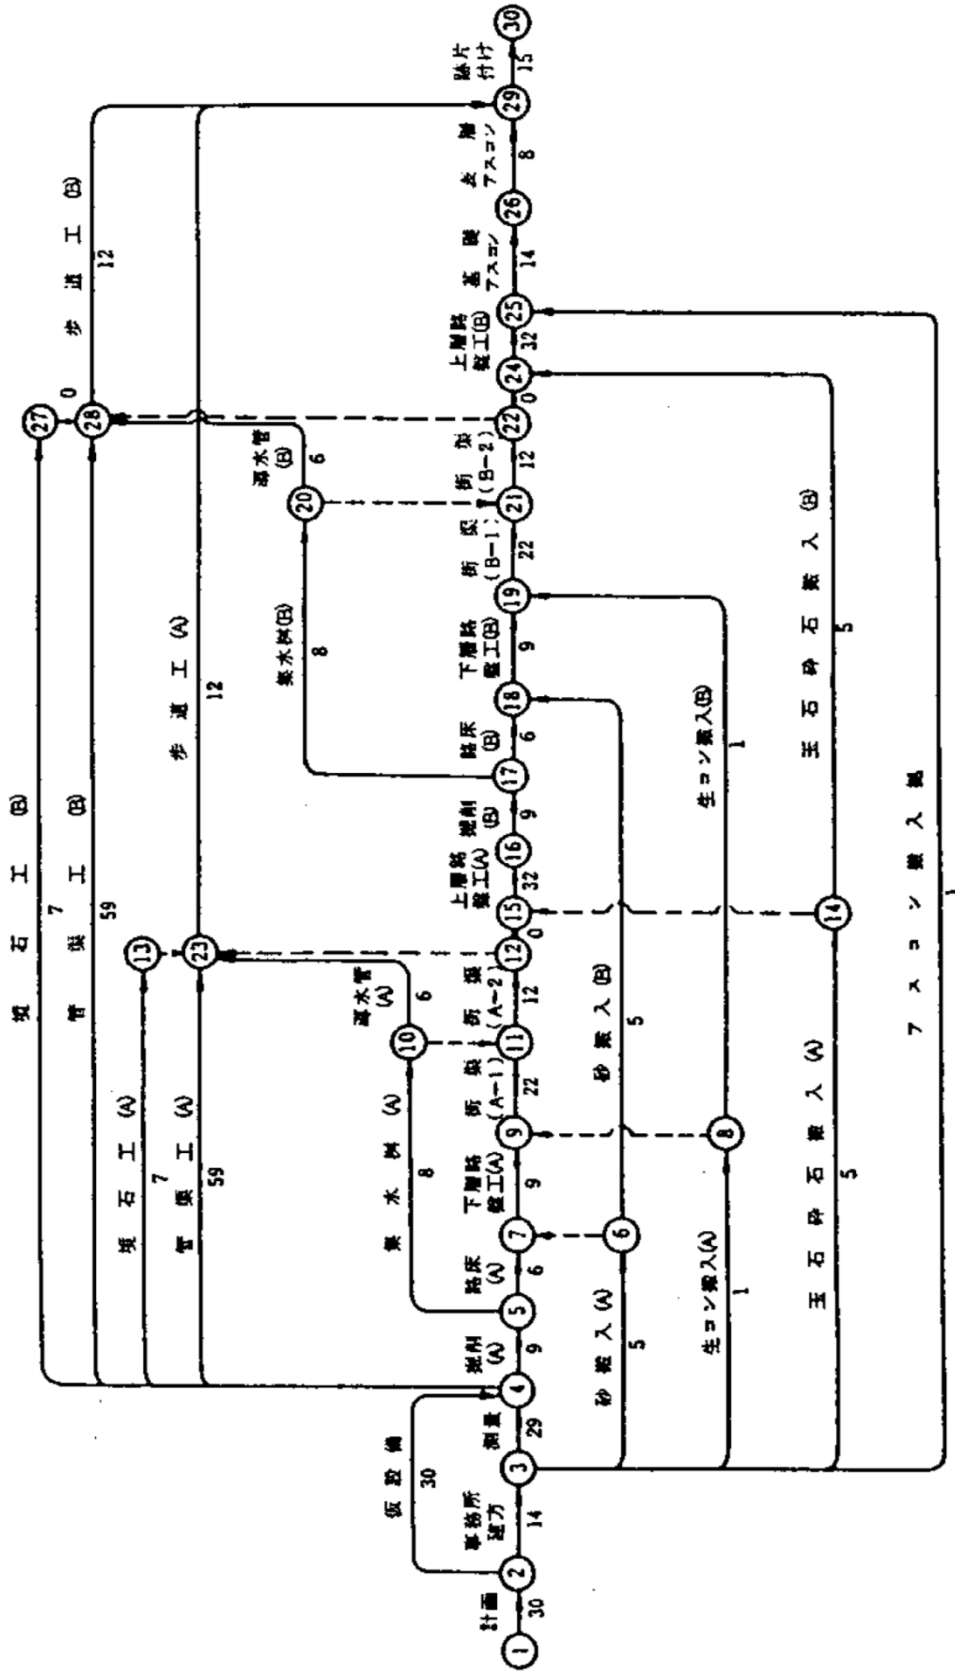 境石工(B)
7
管渠工(B)
59
27
0
28
歩道工(B)
12
歩道工(A)
12
境石工(A)
7
13
管渠工(A)
59
23
集水桝(B)
8
20
導水管
(B)
6
集水桝(A)
8
10
導水管
(A)
6
仮設備
30
1
計画
30
2
事務所
建方
14
3
測量
29
4
掘削
(A)
9
5
路床
(A)
6
7
下層路
盤工(A)
9
9
街渠
(A-1)
22
11
街渠
(A-2)
12
12
0
15
上層路
盤工(A)
32
16
掘削
(B)
9
17
路床
(B)
6
18
下層路
盤工(B)
9
19
街渠
(B-1)
22
21
街渠
(B-2)
12
22
0
24
上層路
盤工(B)
32
25
基礎
アスコン
14
26
表層
アスコン
8
29
跡片
付け
15
30
砂搬入(A)
5
6
砂搬入(B)
5
生コン搬入(A)
1
8
生コン搬入(B)
1
玉石砕石搬入(A)
5
14
玉石砕石搬入(B)
5
アスコン搬入
1